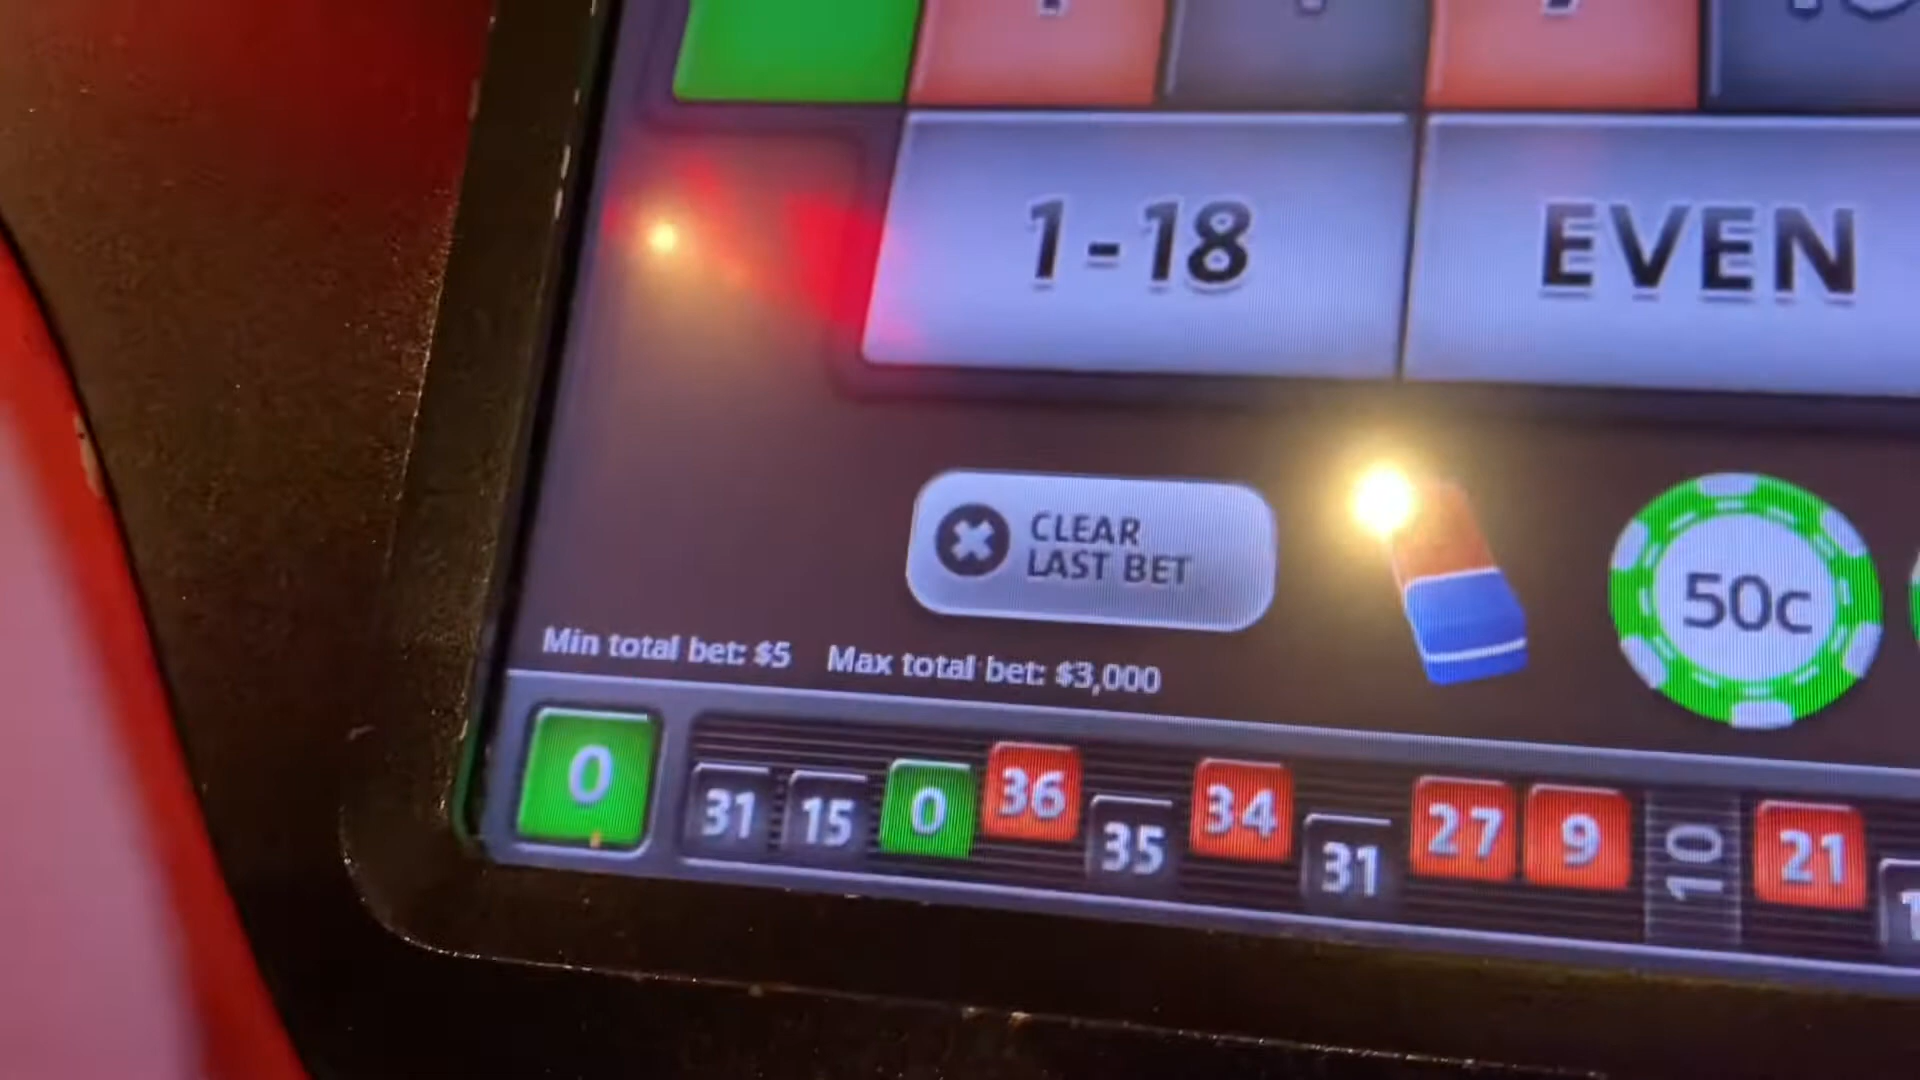 1-18
EVEN
CLEAR
LAST BET
50c
Min total bet: $5 Max total bet: $3,000
0
31 15 0 36 35 34 31 27 9 10 21